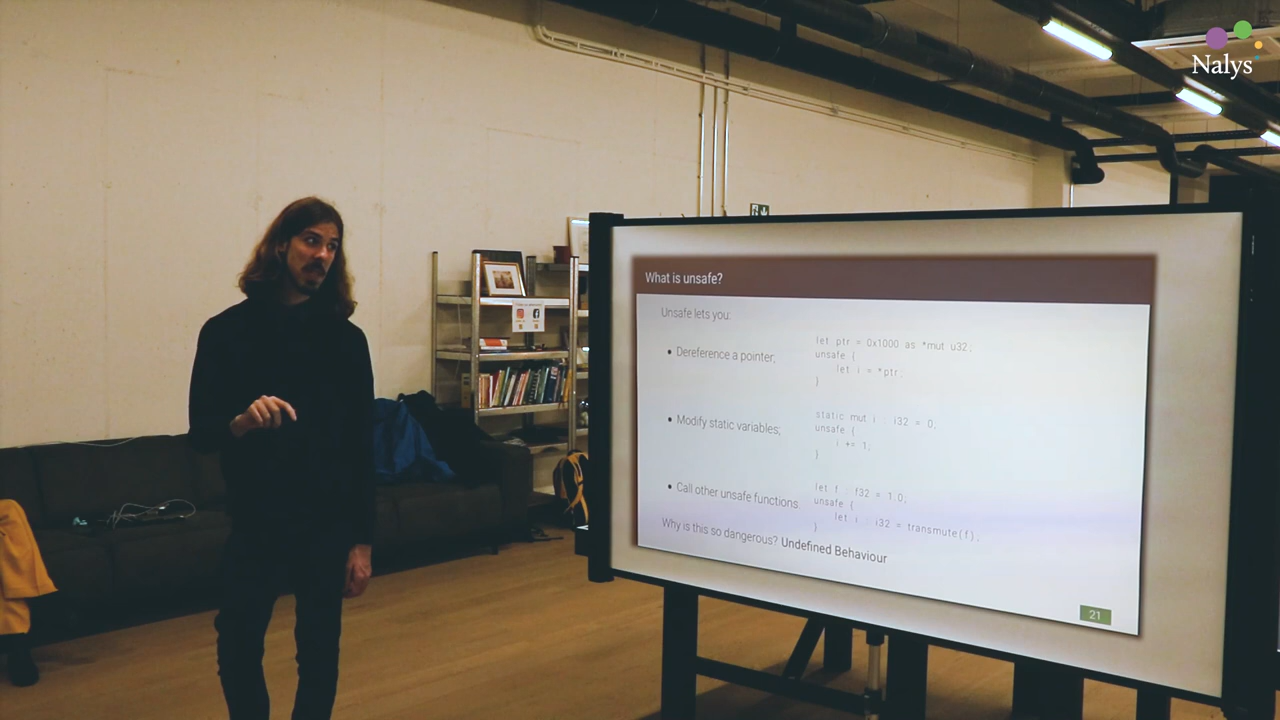 Nalys
What is unsafe?
Unsafe lets you:
• Dereference a pointer;
let ptr = 0x1000 as *mut u32;
unsafe {
let i = *ptr;
}
• Modify static variables;
static mut i : i32 = 0;
unsafe {
i += 1;
}
• Call other unsafe functions
let f : f32 = 1.0;
unsafe {
let i : i32 = transmute(f);
}
Why is this so dangerous? Undefined Behaviour
21